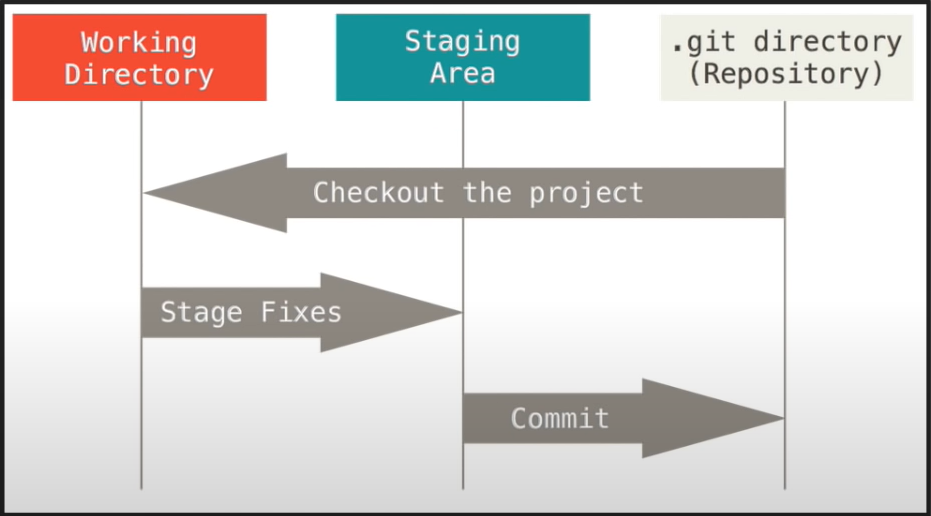 Working
Directory
Staging
Area
.git directory
(Repository)
Checkout the project
Stage Fixes
Commit